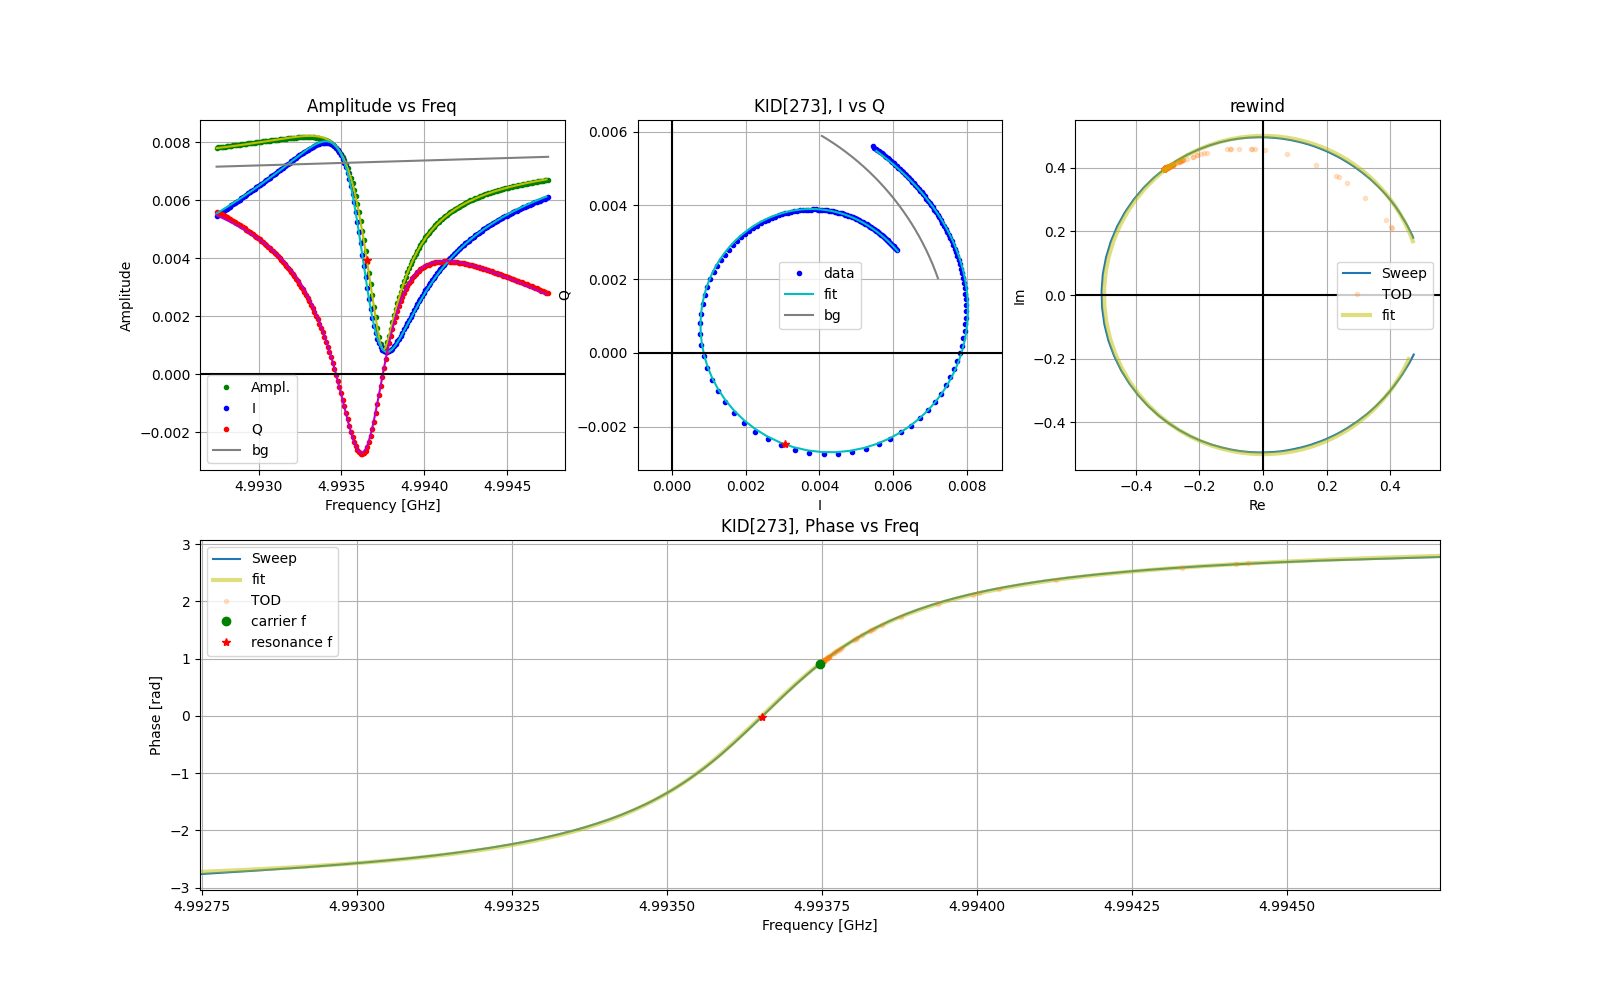 Amplitude vs Freq
Amplitude
0.008
0.006
0.004
0.002
0.000
−0.002
Ampl.
I
Q
bg
4.9930 4.9935 4.9940 4.9945
Frequency [GHz]
KID[273], I vs Q
Q
0.006
0.004
0.002
0.000
−0.002
data
fit
bg
0.000 0.002 0.004 0.006 0.008
I
rewind
Im
0.4
0.2
0.0
−0.2
−0.4
Sweep
TOD
fit
−0.4 −0.2 0.0 0.2 0.4
Re
KID[273], Phase vs Freq
Phase [rad]
3
2
1
0
−1
−2
−3
Sweep
fit
TOD
carrier f
resonance f
4.99275 4.99300 4.99325 4.99350 4.99375 4.99400 4.99425 4.99450
Frequency [GHz]